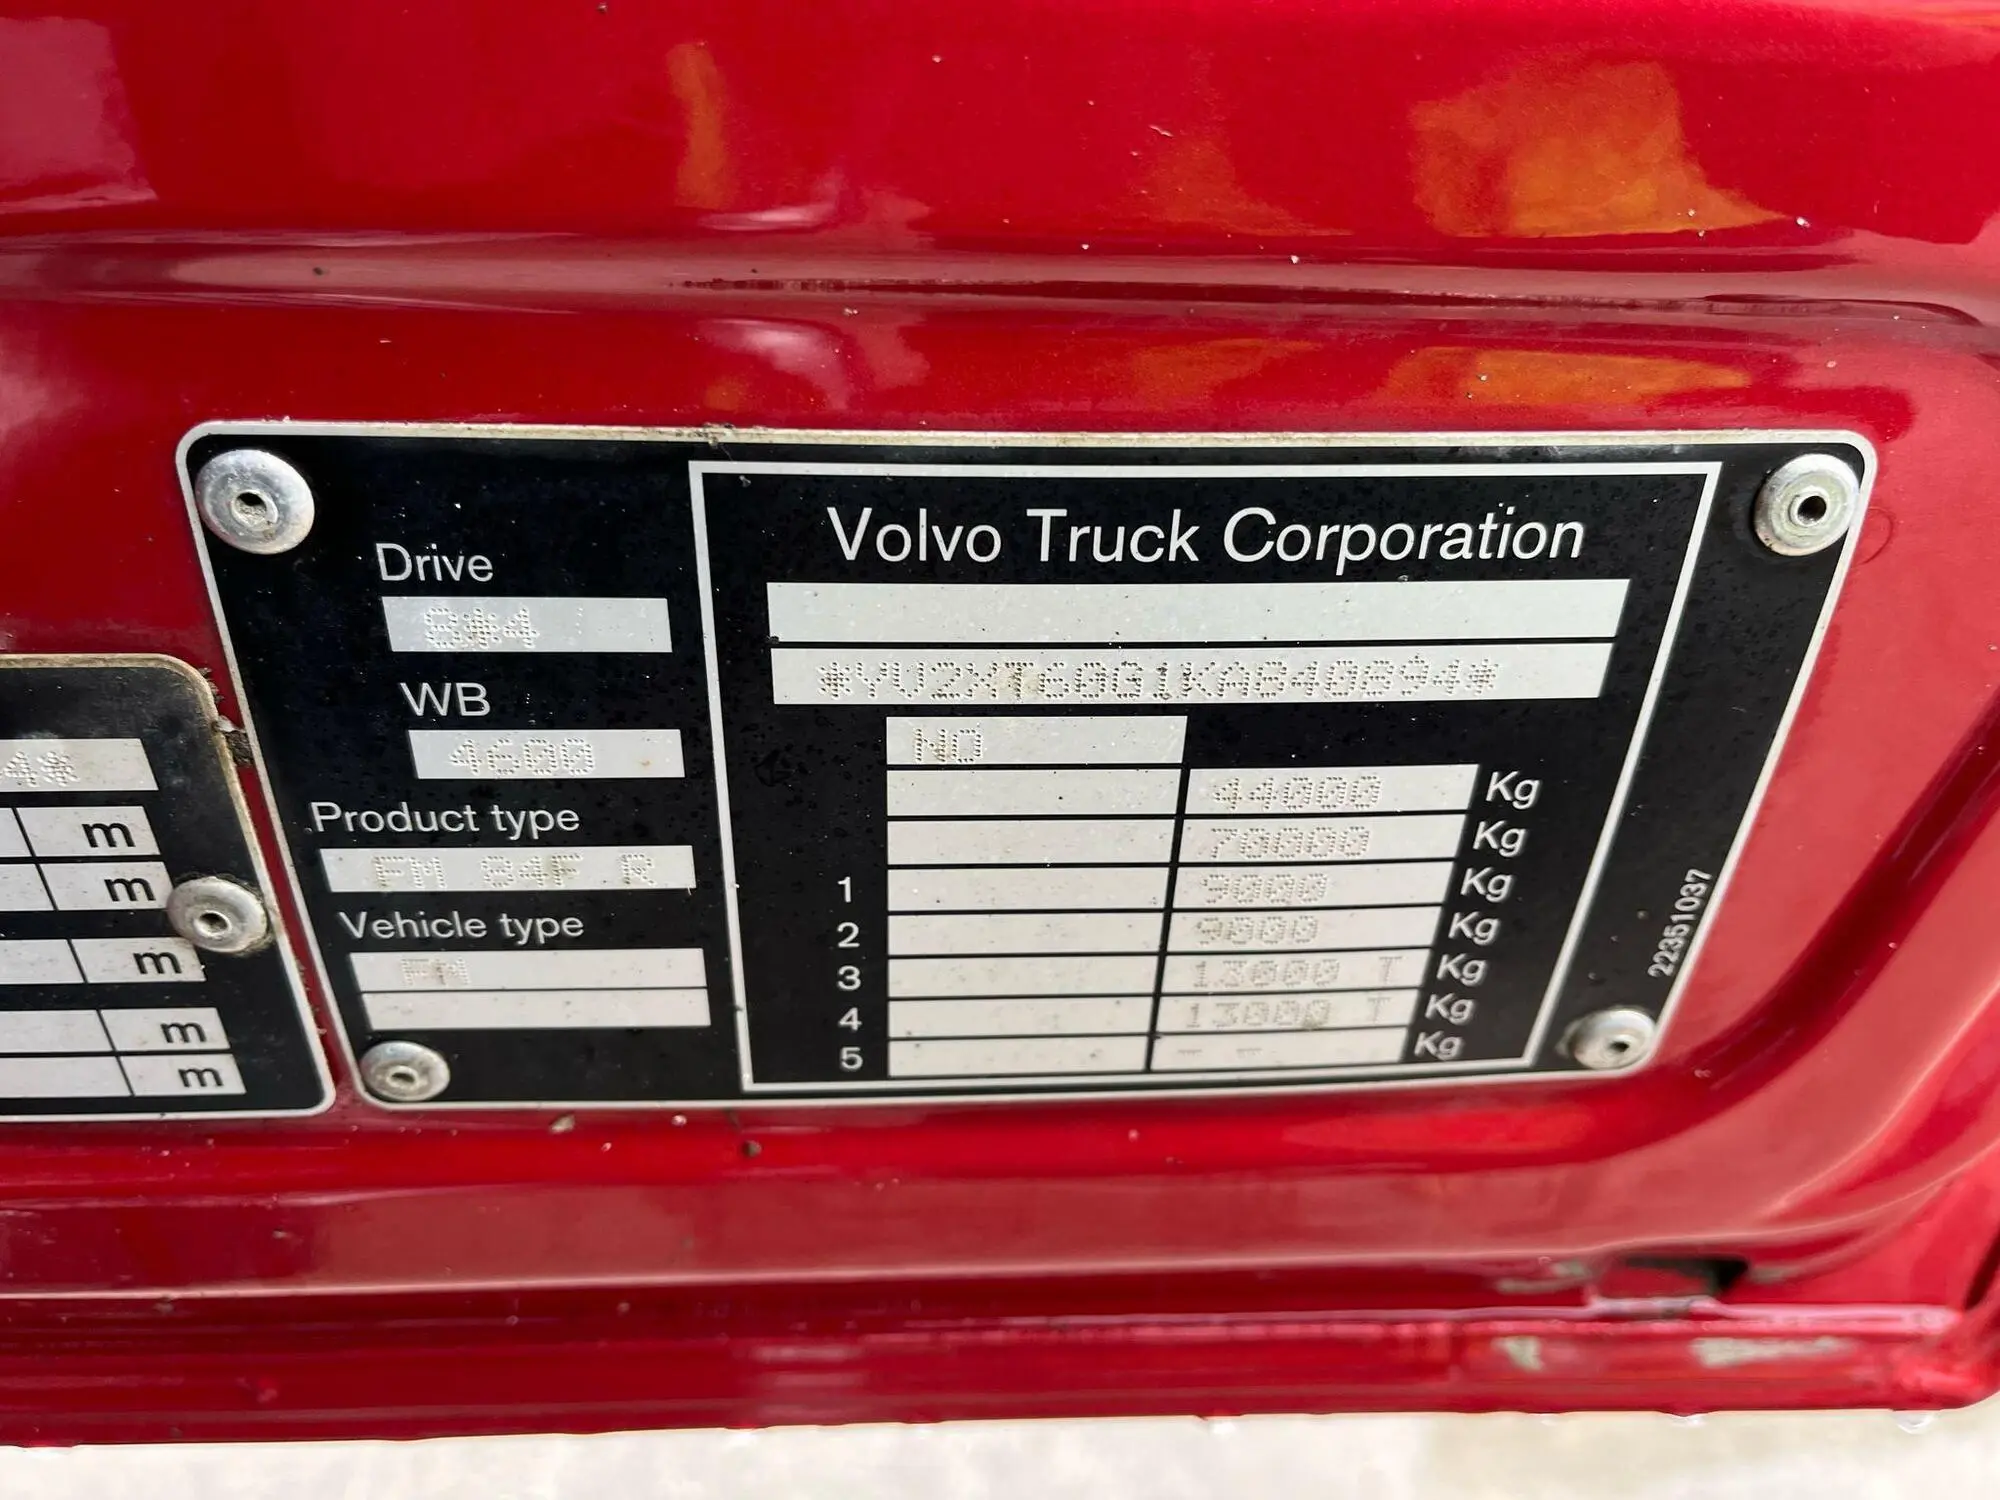 Volvo Truck Corporation
Drive
8*4
*YV2XT60G1KA840894*
WB
4600
NO
44000 Kg
Product type
70000 Kg
FM 84F R
1 9000 Kg
Vehicle type
2 9000 Kg
FM
3 13000 T Kg
4 13000 T Kg
5 Kg
22351037
4*
m
m
m
m
m